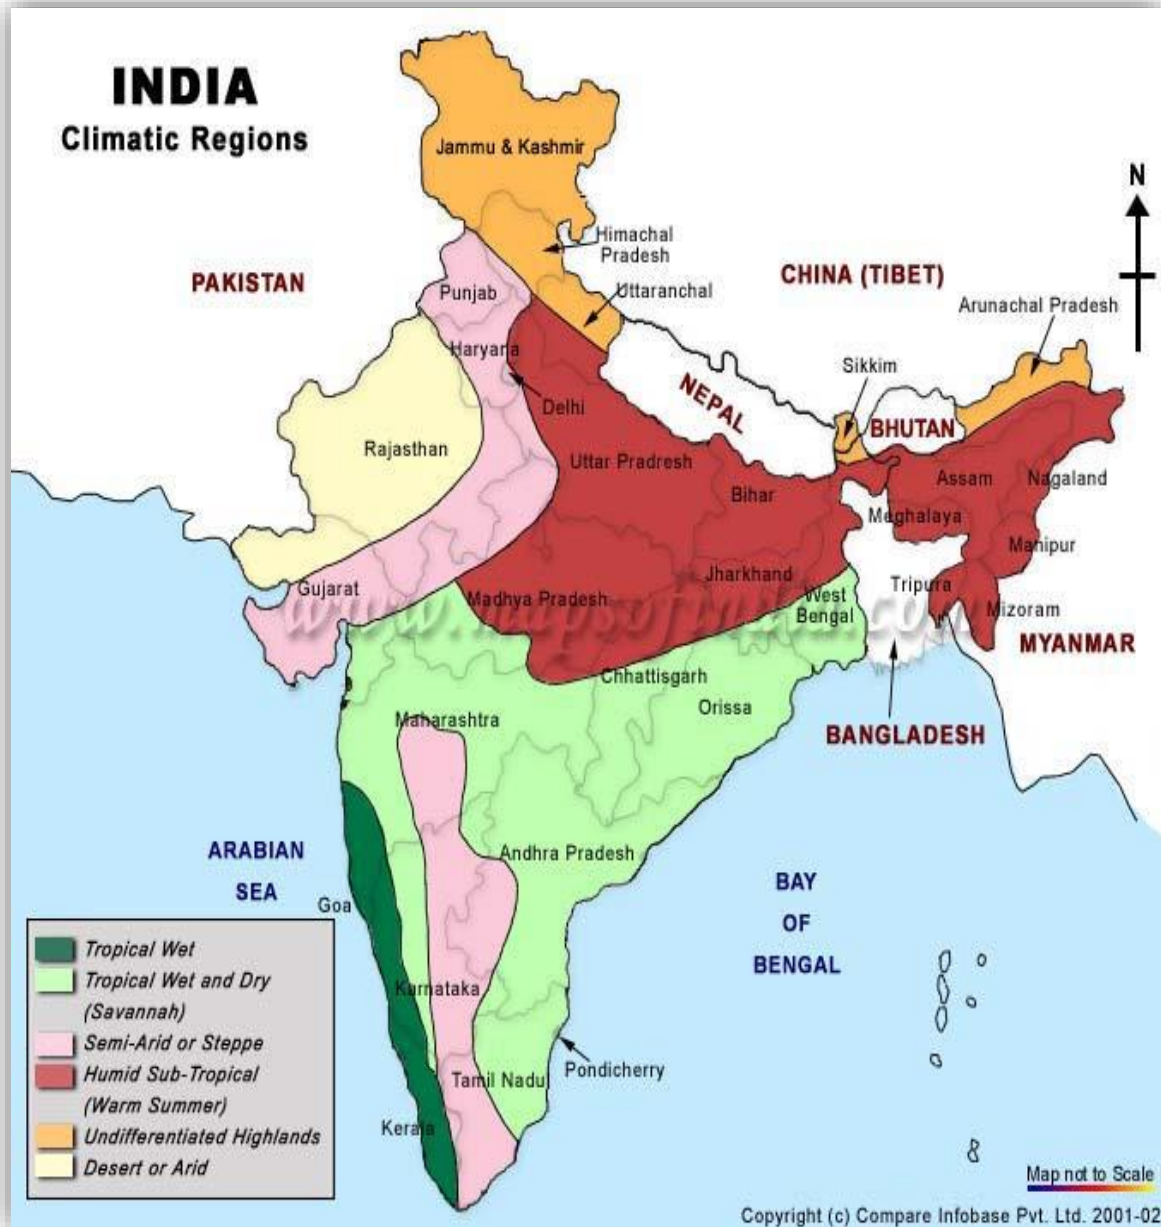 INDIA
Climatic Regions
Jammu & Kashmir
N
Himachal
Pradesh
PAKISTAN
CHINA (TIBET)
Punjab
Uttaranchal
Arunachal Pradesh
Haryana
Sikkim
NEPAL
Delhi
BHUTAN
Rajasthan
Uttar Pradresh
Assam
Nagaland
Bihar
Meghalaya
Manipur
Jharkhand
Gujarat
Madhya Pradesh
West
Bengal
Tripura
Mizoram
www.mapsofindia.com
MYANMAR
Chhattisgarh
Orissa
Maharashtra
BANGLADESH
ARABIAN
SEA
Andhra Pradesh
BAY
OF
BENGAL
Goa
Karnataka
Pondicherry
Tamil Nadu
Kerala
Tropical Wet
Tropical Wet and Dry
(Savannah)
Semi-Arid or Steppe
Humid Sub-Tropical
(Warm Summer)
Undifferentiated Highlands
Desert or Arid
Map not to Scale
Copyright (c) Compare Infobase Pvt. Ltd. 2001-02